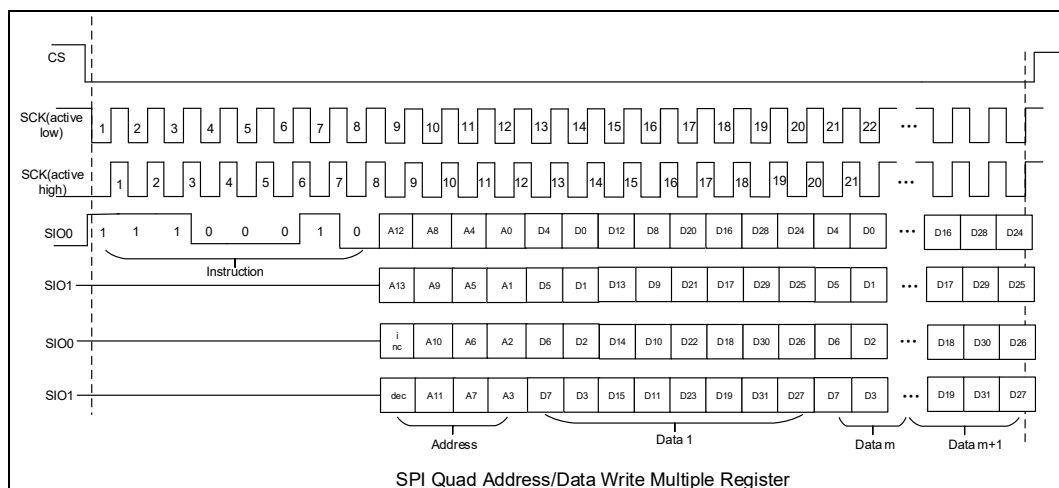 CS
SCK(active
low)
1 2 3 4 5 6 7 8 9 10 11 12 13 14 15 16 17 18 19 20 21 22 •••
SCK(active
high)
1 2 3 4 5 6 7 8 9 10 11 12 13 14 15 16 17 18 19 20 21 •••
SIO0 1 1 1 0 0 0 1 0 A12 A8 A4 A0 D4 D0 D12 D8 D20 D16 D28 D24 D4 D0 ••• D16 D28 D24
Instruction
SIO1 A13 A9 A5 A1 D5 D1 D13 D9 D21 D17 D29 D25 D5 D1 ••• D17 D29 D25
SIO0 i
nc A10 A6 A2 D6 D2 D14 D10 D22 D18 D30 D26 D6 D2 ••• D18 D30 D26
SIO1 dec A11 A7 A3 D7 D3 D15 D11 D23 D19 D31 D27 D7 D3 ••• D19 D31 D27
Address Data 1 Data m Data m+1
SPI Quad Address/Data Write Multiple Register